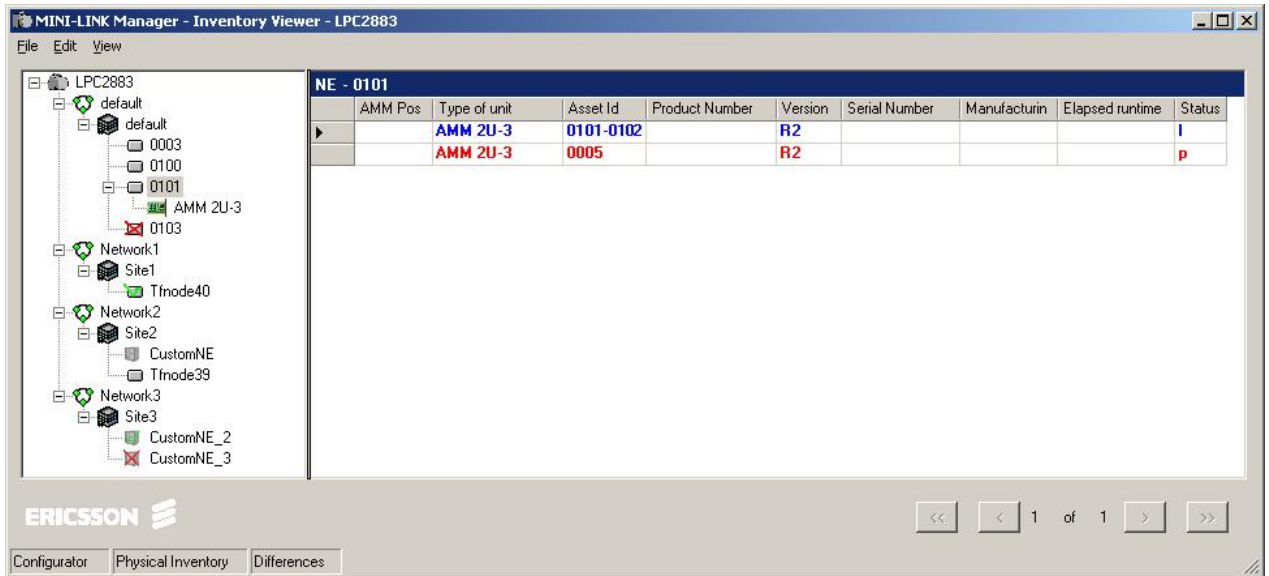 MINI-LINK Manager - Inventory Viewer - LPC2883
File Edit View
LPC2883
default
default
0003
0100
0101
AMM 2U-3
0103
Network1
Site1
Tfnode40
Network2
Site2
CustomNE
Tfnode39
Network3
Site3
CustomNE_2
CustomNE_3
NE - 0101
AMM Pos Type of unit Asset Id Product Number Version Serial Number Manufacturin Elapsed runtime Status
AMM 2U-3 0101-0102 R2 l
AMM 2U-3 0005 R2 p
ERICSSON
<< < 1 of 1 > >>
Configurator Physical Inventory Differences